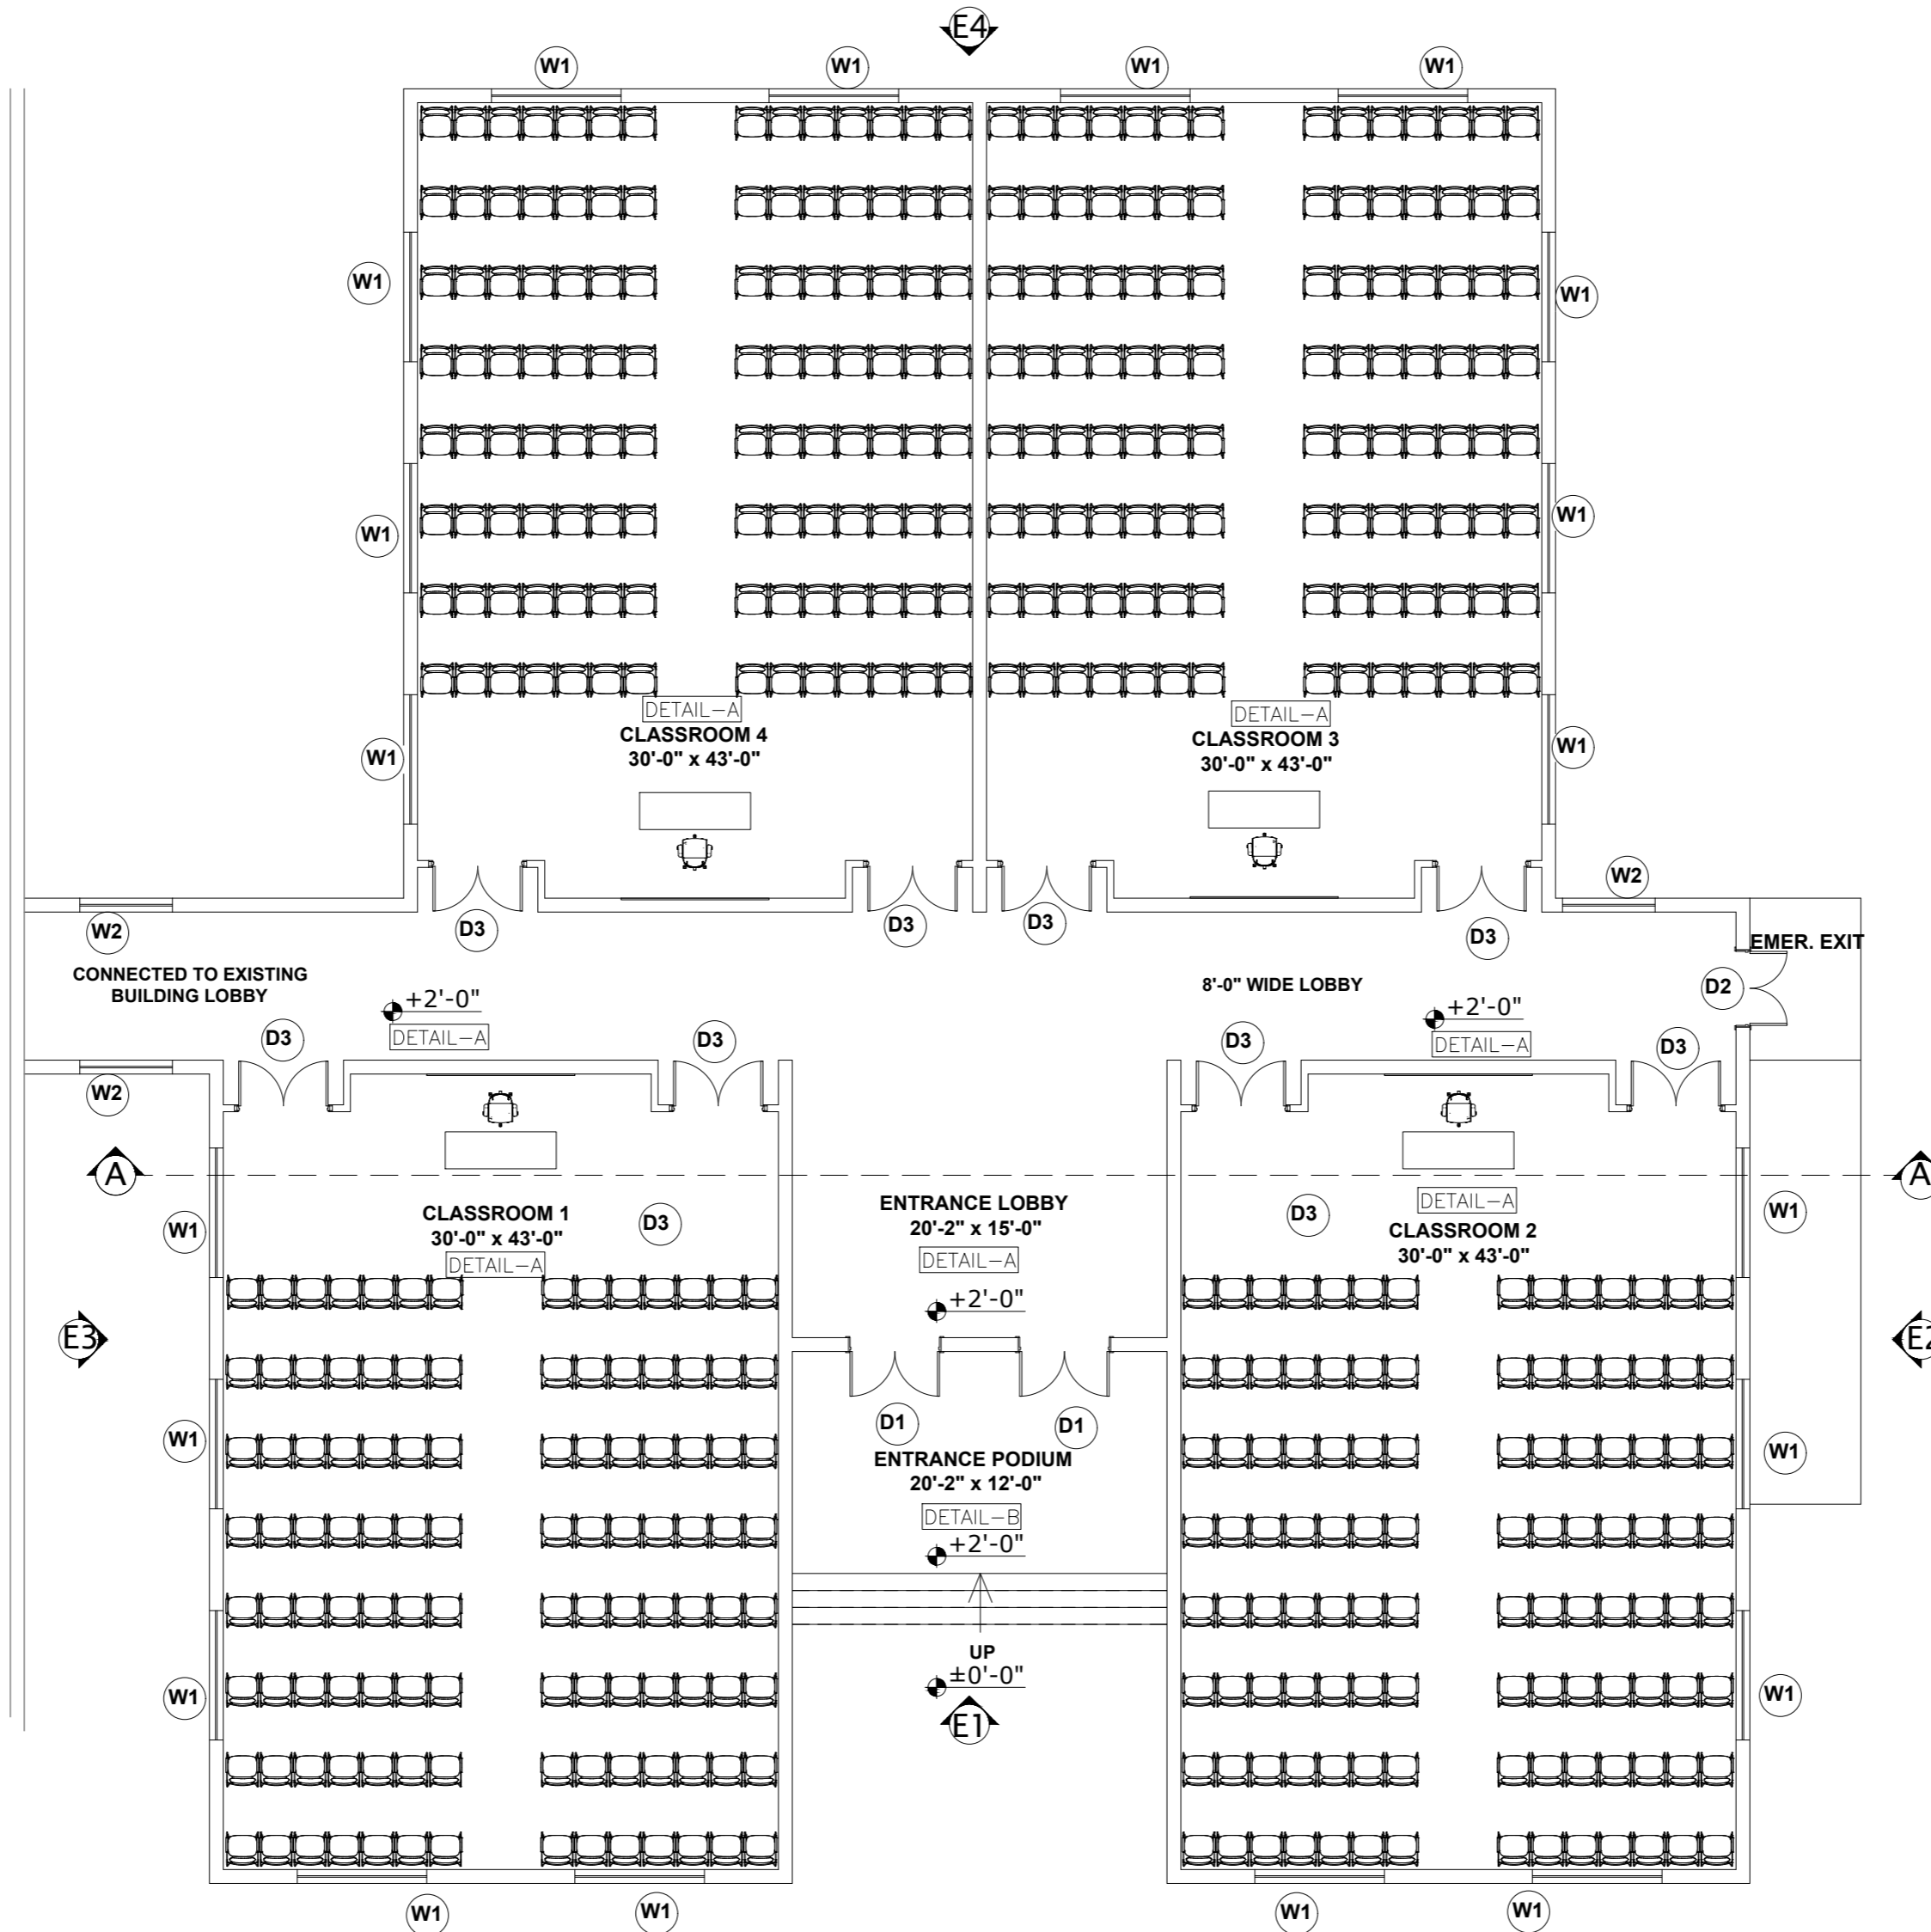 E4
W1
W1
W1
W1
W1
W1
W1
W1
DETAIL-A
CLASSROOM 4
30'-0" x 43'-0"
DETAIL-A
CLASSROOM 3
30'-0" x 43'-0"
W1
W1
W2
W2
D3
D3
D3
D3
EMER. EXIT
CONNECTED TO EXISTING
BUILDING LOBBY
8'-0" WIDE LOBBY
D2
+2'-0"
DETAIL-A
+2'-0"
DETAIL-A
D3
D3
D3
D3
W2
A
A
CLASSROOM 1
30'-0" x 43'-0"
DETAIL-A
D3
ENTRANCE LOBBY
20'-2" x 15'-0"
DETAIL-A
+2'-0"
D3
DETAIL-A
CLASSROOM 2
30'-0" x 43'-0"
W1
W1
E3
E2
D1
D1
W1
W1
ENTRANCE PODIUM
20'-2" x 12'-0"
DETAIL-B
+2'-0"
UP
±0'-0"
E1
W1
W1
W1
W1
W1
W1